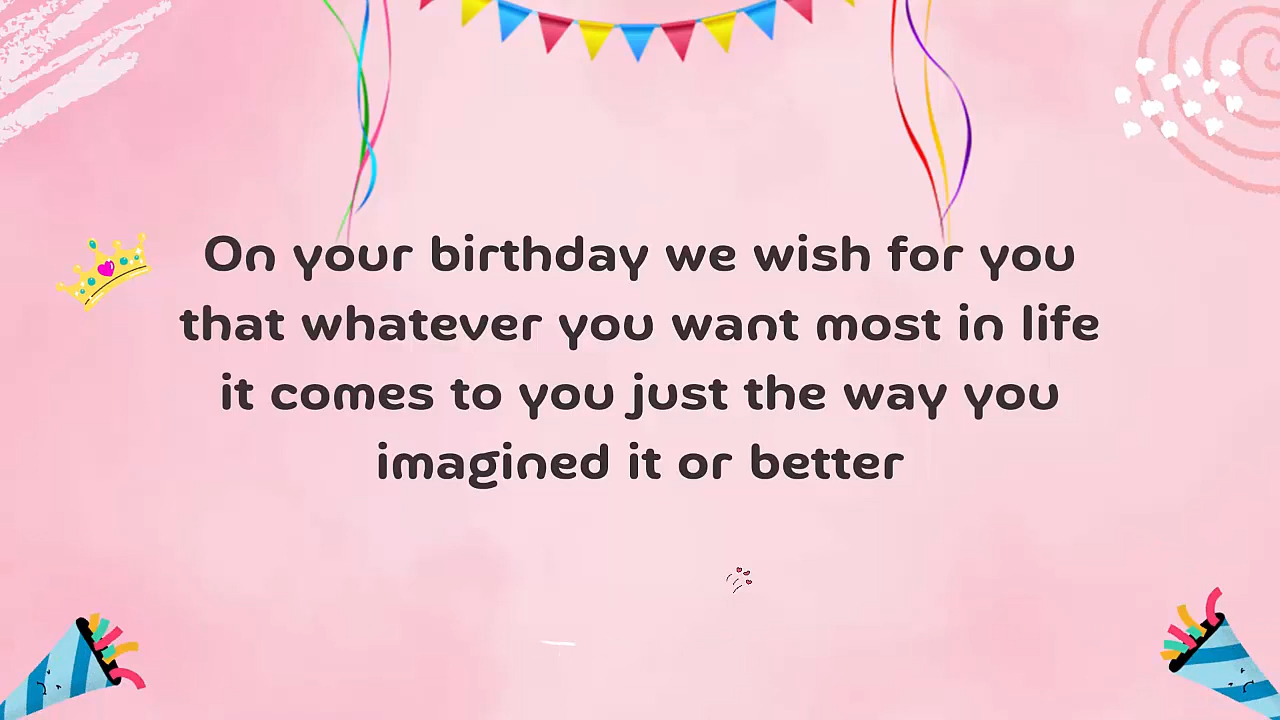 On your birthday we wish for you
that whatever you want most in life
it comes to you just the way you
imagined it or better